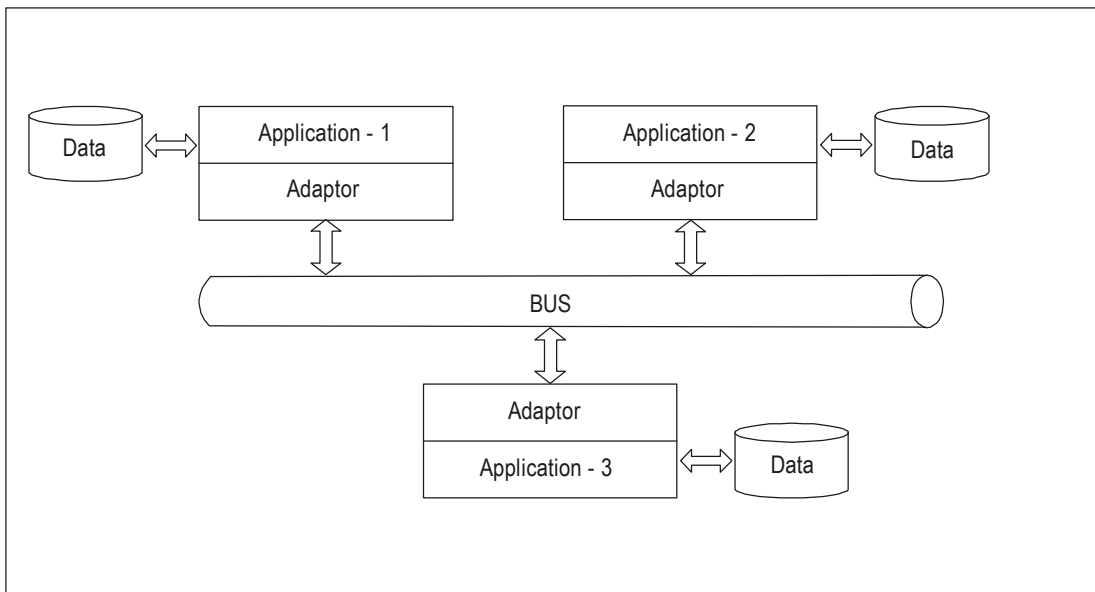 Data
Application - 1
Adaptor
Application - 2
Adaptor
Data
BUS
Adaptor
Application - 3
Data